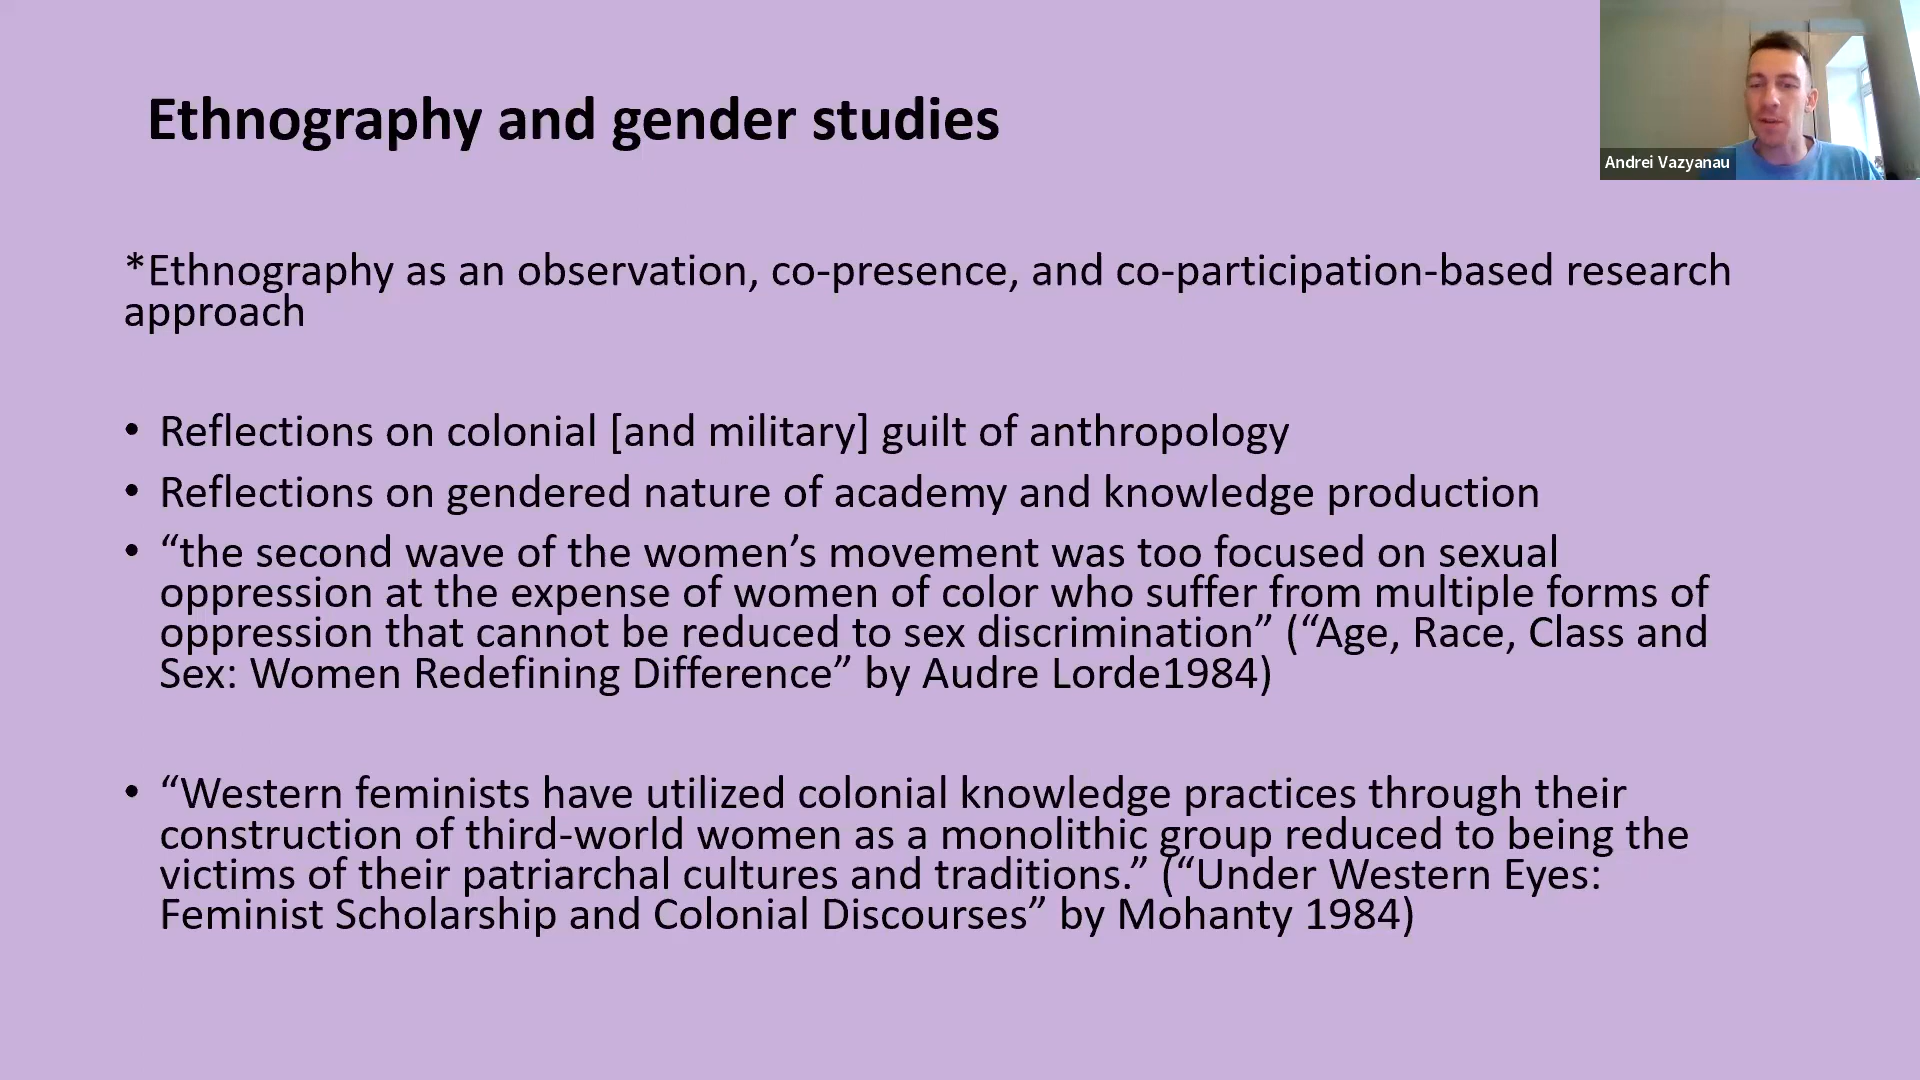 Ethnography and gender studies
Andrei Vazyanau
*Ethnography as an observation, co-presence, and co-participation-based research
approach
• Reflections on colonial [and military] guilt of anthropology
• Reflections on gendered nature of academy and knowledge production
• “the second wave of the women’s movement was too focused on sexual
oppression at the expense of women of color who suffer from multiple forms of
oppression that cannot be reduced to sex discrimination” (“Age, Race, Class and
Sex: Women Redefining Difference” by Audre Lorde1984)
• “Western feminists have utilized colonial knowledge practices through their
construction of third-world women as a monolithic group reduced to being the
victims of their patriarchal cultures and traditions.” (“Under Western Eyes:
Feminist Scholarship and Colonial Discourses” by Mohanty 1984)